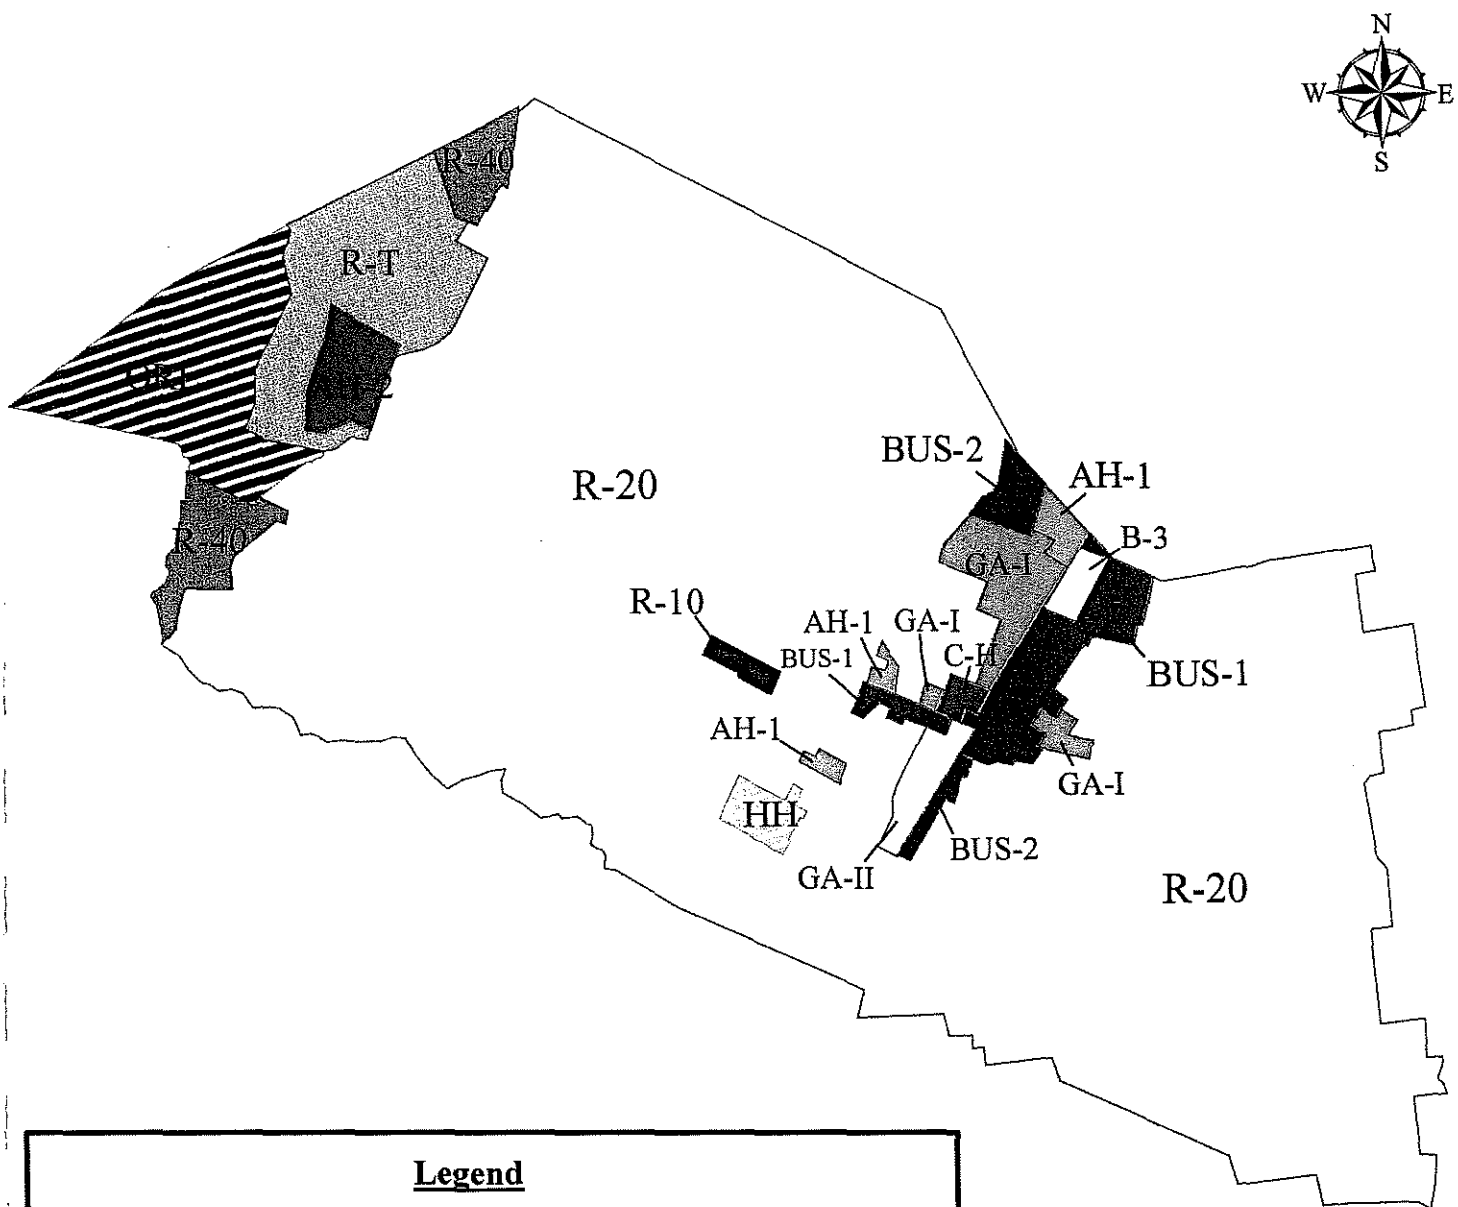 N
W E
S
R-40
R-T
R-20
BUS-2
AH-1
B-3
R-40
GA-I
R-10
AH-1
GA-I
BUS-1
C-H
BUS-1
AH-1
GA-I
HH
BUS-2
GA-II
R-20
Legend